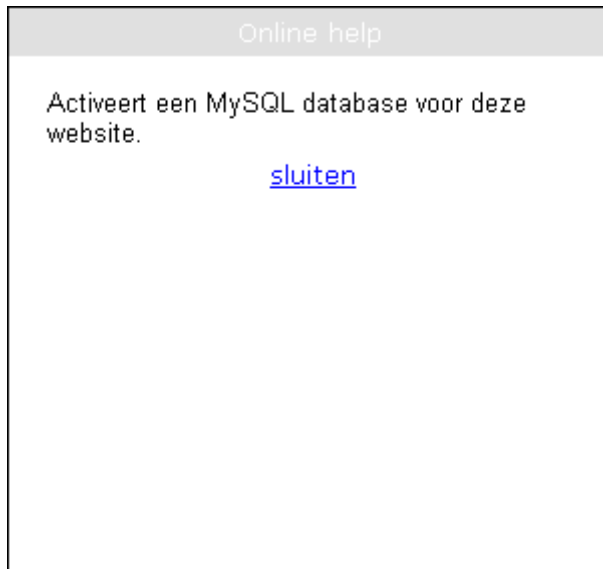 Online help
Activeert een MySQL database voor deze
website.
sluiten